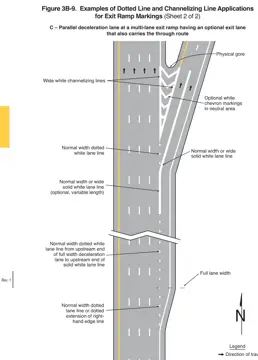 Figure 3B-9. Examples of Dotted Line and Channelizing Line Applications
for Exit Ramp Markings (Sheet 2 of 2)
C – Parallel deceleration lane at a multi-lane exit ramp having an optional exit lane
that also carries the through route
Physical gore
Wide white channelizing lines
Optional white
chevron markings
in neutral area
Normal width dotted
white lane line
Normal width or wide
solid white lane line
Normal width or wide
solid white lane line
(optional, variable length)
Normal width dotted white
lane line from upstream end
of full width deceleration
lane to upstream end of
solid white lane line
Full lane width
Rev. 1
Normal width dotted
lane line or dotted
extension of right-
hand edge line
N
Legend
Direction of